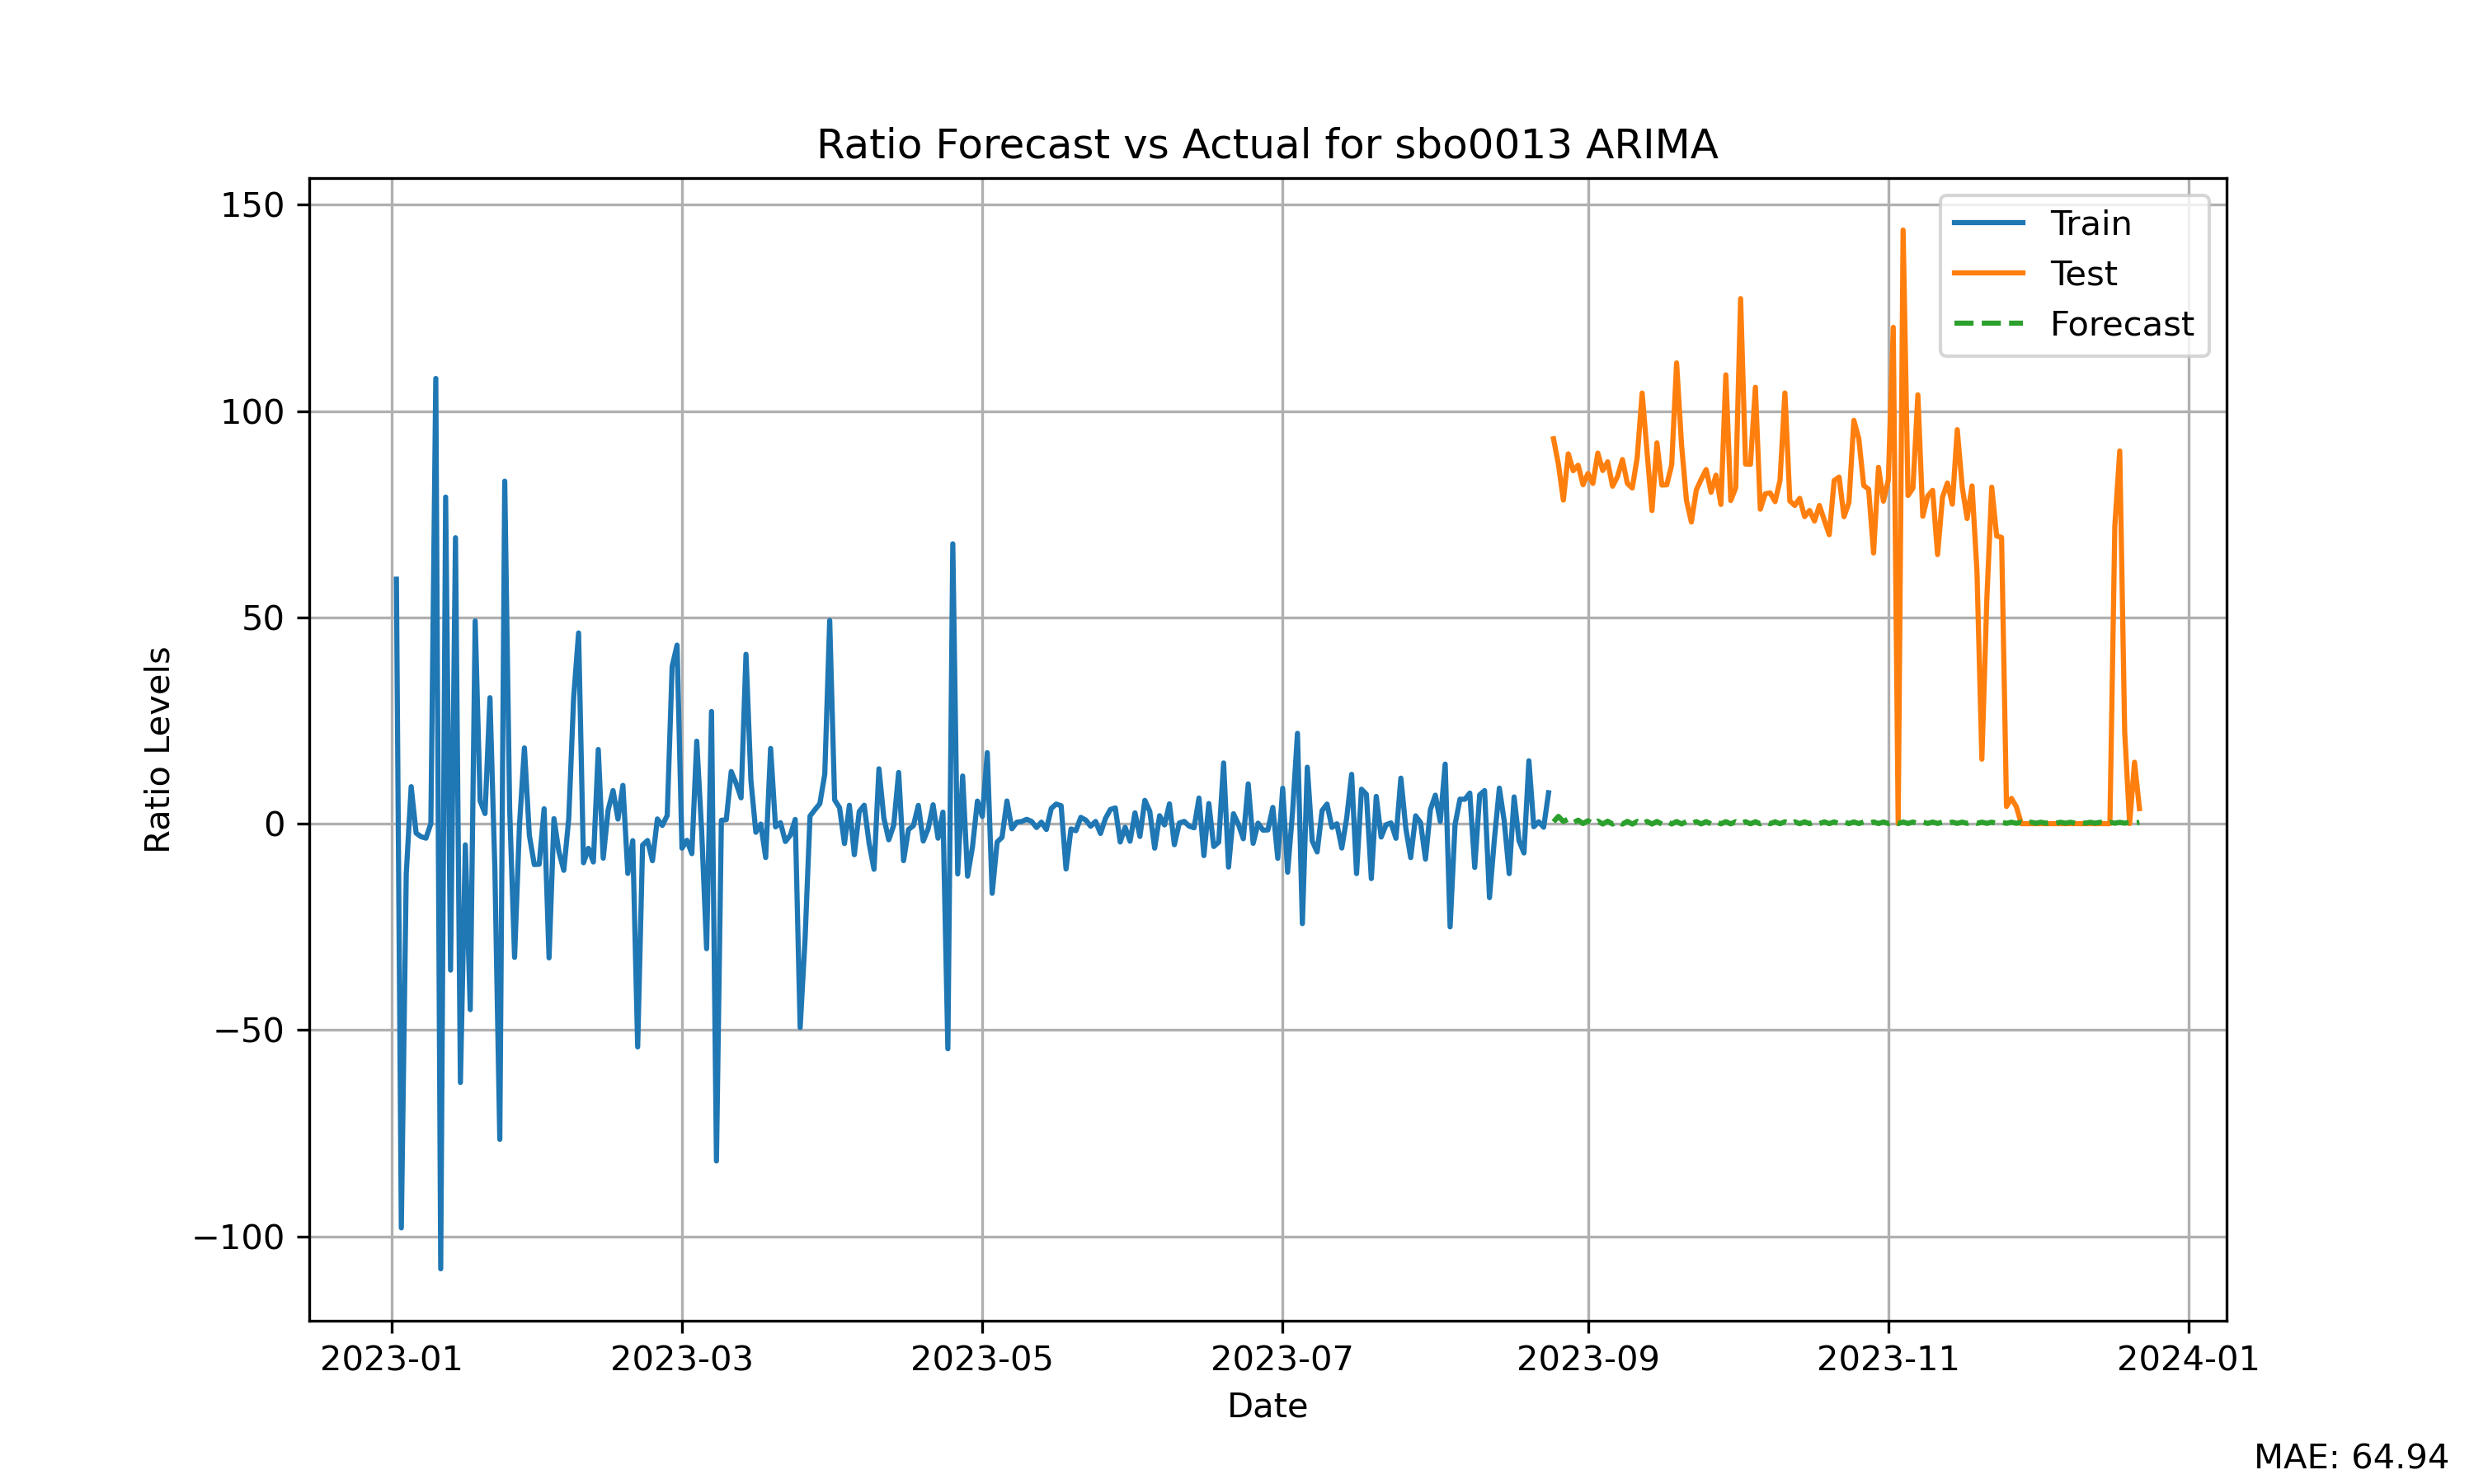 Ratio Forecast vs Actual for sbo0013 ARIMA
150
100
50
0
−50
−100
Ratio Levels
Train
Test
Forecast
2023-01
2023-03
2023-05
2023-07
2023-09
2023-11
2024-01
Date
MAE: 64.94